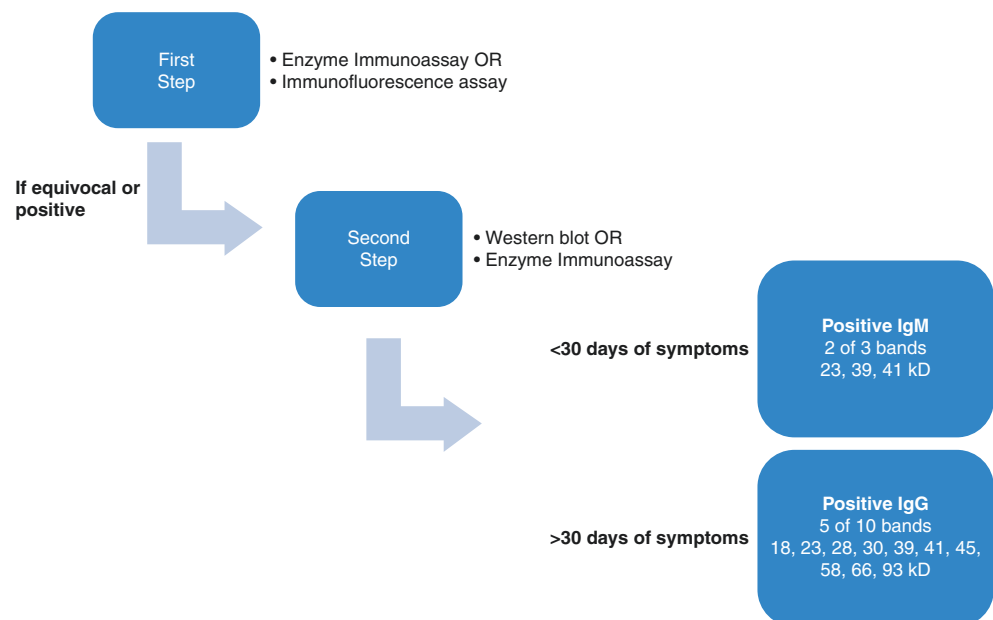 First
Step
• Enzyme Immunoassay OR
• Immunofluorescence assay
If equivocal or
positive
Second
Step
• Western blot OR
• Enzyme Immunoassay
<30 days of symptoms
Positive IgM
2 of 3 bands
23, 39, 41 kD
>30 days of symptoms
Positive IgG
5 of 10 bands
18, 23, 28, 30, 39, 41, 45,
58, 66, 93 kD